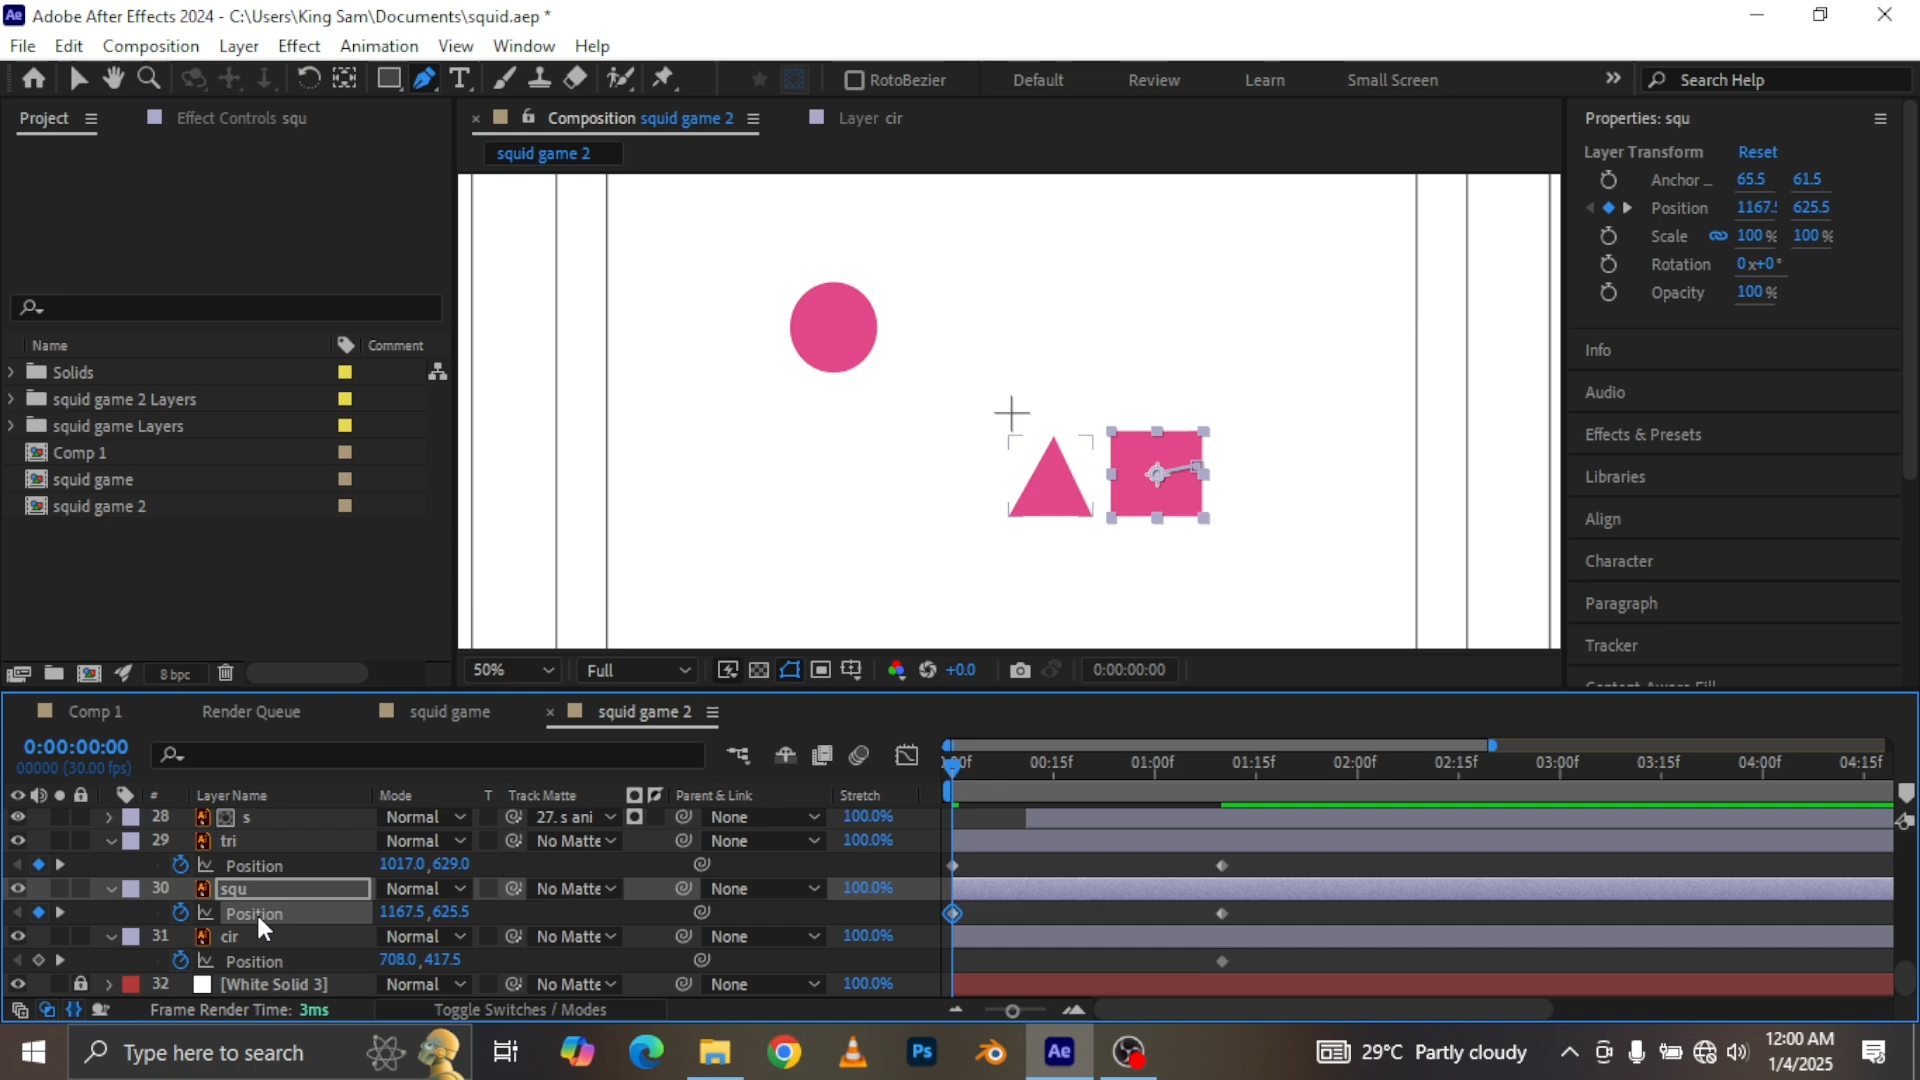 Ae Adobe After Effects 2024 - C:\Users\King Sam\Documents\squid.aep *
File Edit Composition Layer Effect Animation View Window Help
RotoBezier Default Review Learn Small Screen Search Help
Project Effect Controls squ Composition squid game 2 Layer cir Properties: squ
squid game 2
Layer Transform Reset
Anchor ... 65.5 61.5
Position 1167.! 625.5
Scale 100 % 100 %
Rotation 0x+0°
Opacity 100 %
Info
Audio
Effects & Presets
Libraries
Align
Character
Paragraph
Tracker
Name Comment
Solids
squid game 2 Layers
squid game Layers
Comp 1
squid game
squid game 2
8 bpc 50% Full +0.0 0:00:00:00
Comp 1 Render Queue squid game squid game 2
0:00:00:00
00000 (30.00 fps)
00f 00:15f 01:00f 01:15f 02:00f 02:15f 03:00f 03:15f 04:00f 04:15f
# Layer Name Mode T Track Matte Parent & Link Stretch
28 s Normal 27. s ani None 100.0%
29 tri Normal No Matte None 100.0%
Position 1017.0,629.0
30 squ Normal No Matte None 100.0%
Position 1167.5,625.5
31 cir Normal No Matte None 100.0%
Position 708.0,417.5
32 [White Solid 3] Normal No Matte None 100.0%
Frame Render Time: 3ms Toggle Switches / Modes
Type here to search Ps Ae 29°C Partly cloudy 12:00 AM
1/4/2025